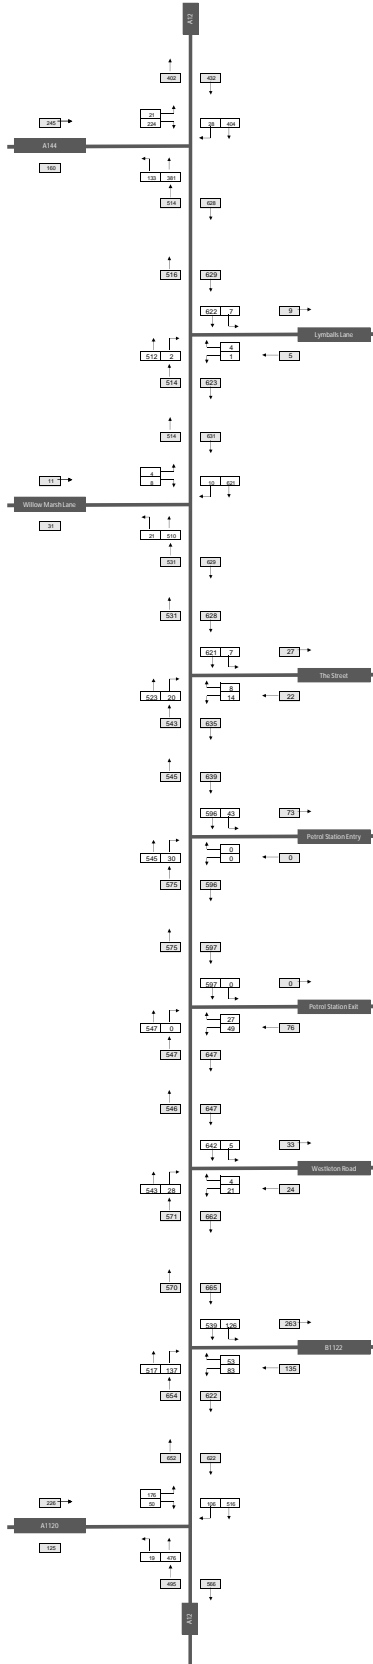 A12
402 432
21
245 224 28 404
A144
160 133 381
514 628
516 629
622 7 9
Lymballs Lane
512 2 4 5
1
514 623
514 631
4
11 8 10 621
Willow Marsh Lane
31 21 510
531 629
531 628
621 7 27
The Street
523 20 8 22
14
543 635
545 639
596 43 73
Petrol Station Entry
545 30 0 0
0
575 596
575 597
597 0 0
Petrol Station Exit
547 0 27 76
49
547 647
546 647
642 5 33
Westleton Road
543 28 4 24
21
571 662
570 665
539 126 263
B1122
517 137 53 135
83
654 622
652 622
176
226 50 106 516
A1120
125 19 476
495 566
A12